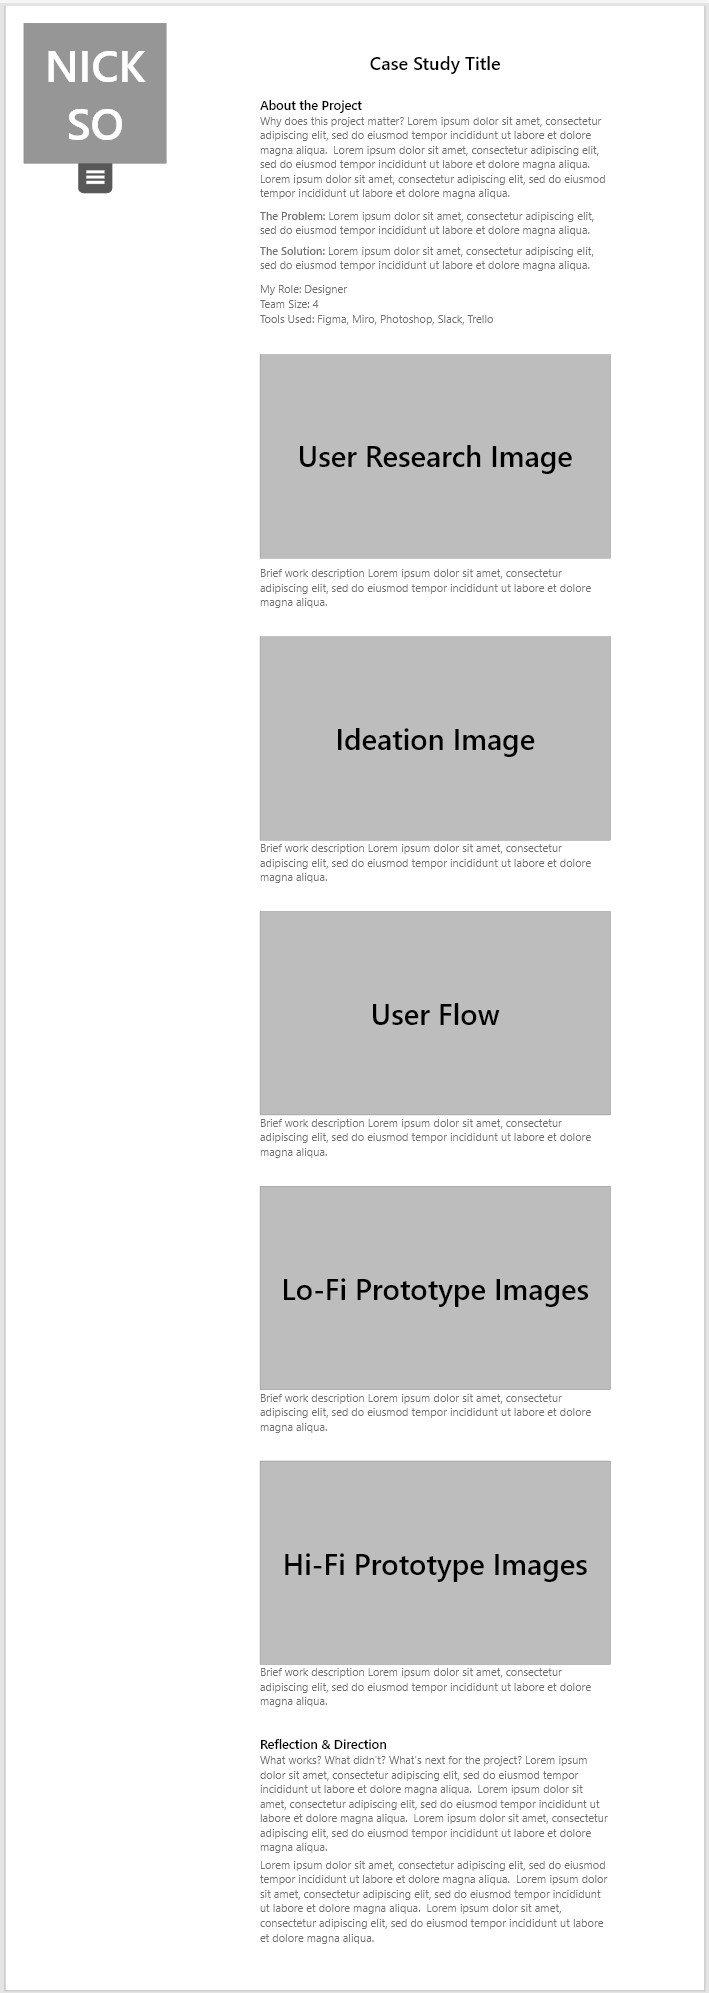 NICK
SO
Case Study Title
About the Project
Why does this project matter? Lorem ipsum dolor sit amet, consectetur
adipiscing elit, sed do eiusmod tempor incididunt ut labore et dolore
magna aliqua.  Lorem ipsum dolor sit amet, consectetur adipiscing elit,
sed do eiusmod tempor incididunt ut labore et dolore magna aliqua.
Lorem ipsum dolor sit amet, consectetur adipiscing elit, sed do eiusmod
tempor incididunt ut labore et dolore magna aliqua.
The Problem: Lorem ipsum dolor sit amet, consectetur adipiscing elit,
sed do eiusmod tempor incididunt ut labore et dolore magna aliqua.
The Solution: Lorem ipsum dolor sit amet, consectetur adipiscing elit,
sed do eiusmod tempor incididunt ut labore et dolore magna aliqua.
My Role: Designer
Team Size: 4
Tools Used: Figma, Miro, Photoshop, Slack, Trello
User Research Image
Brief work description Lorem ipsum dolor sit amet, consectetur
adipiscing elit, sed do eiusmod tempor incididunt ut labore et dolore
magna aliqua.
Ideation Image
Brief work description Lorem ipsum dolor sit amet, consectetur
adipiscing elit, sed do eiusmod tempor incididunt ut labore et dolore
magna aliqua.
User Flow
Brief work description Lorem ipsum dolor sit amet, consectetur
adipiscing elit, sed do eiusmod tempor incididunt ut labore et dolore
magna aliqua.
Lo-Fi Prototype Images
Brief work description Lorem ipsum dolor sit amet, consectetur
adipiscing elit, sed do eiusmod tempor incididunt ut labore et dolore
magna aliqua.
Hi-Fi Prototype Images
Brief work description Lorem ipsum dolor sit amet, consectetur
adipiscing elit, sed do eiusmod tempor incididunt ut labore et dolore
magna aliqua.
Reflection & Direction
What works? What didn't? What's next for the project? Lorem ipsum
dolor sit amet, consectetur adipiscing elit, sed do eiusmod tempor
incididunt ut labore et dolore magna aliqua.  Lorem ipsum dolor sit
amet, consectetur adipiscing elit, sed do eiusmod tempor incididunt ut
labore et dolore magna aliqua.  Lorem ipsum dolor sit amet, consectetur
adipiscing elit, sed do eiusmod tempor incididunt ut labore et dolore
magna aliqua.
Lorem ipsum dolor sit amet, consectetur adipiscing elit, sed do eiusmod
tempor incididunt ut labore et dolore magna aliqua.  Lorem ipsum dolor
sit amet, consectetur adipiscing elit, sed do eiusmod tempor incididunt
ut labore et dolore magna aliqua.  Lorem ipsum dolor sit amet,
consectetur adipiscing elit, sed do eiusmod tempor incididunt ut labore
et dolore magna aliqua.